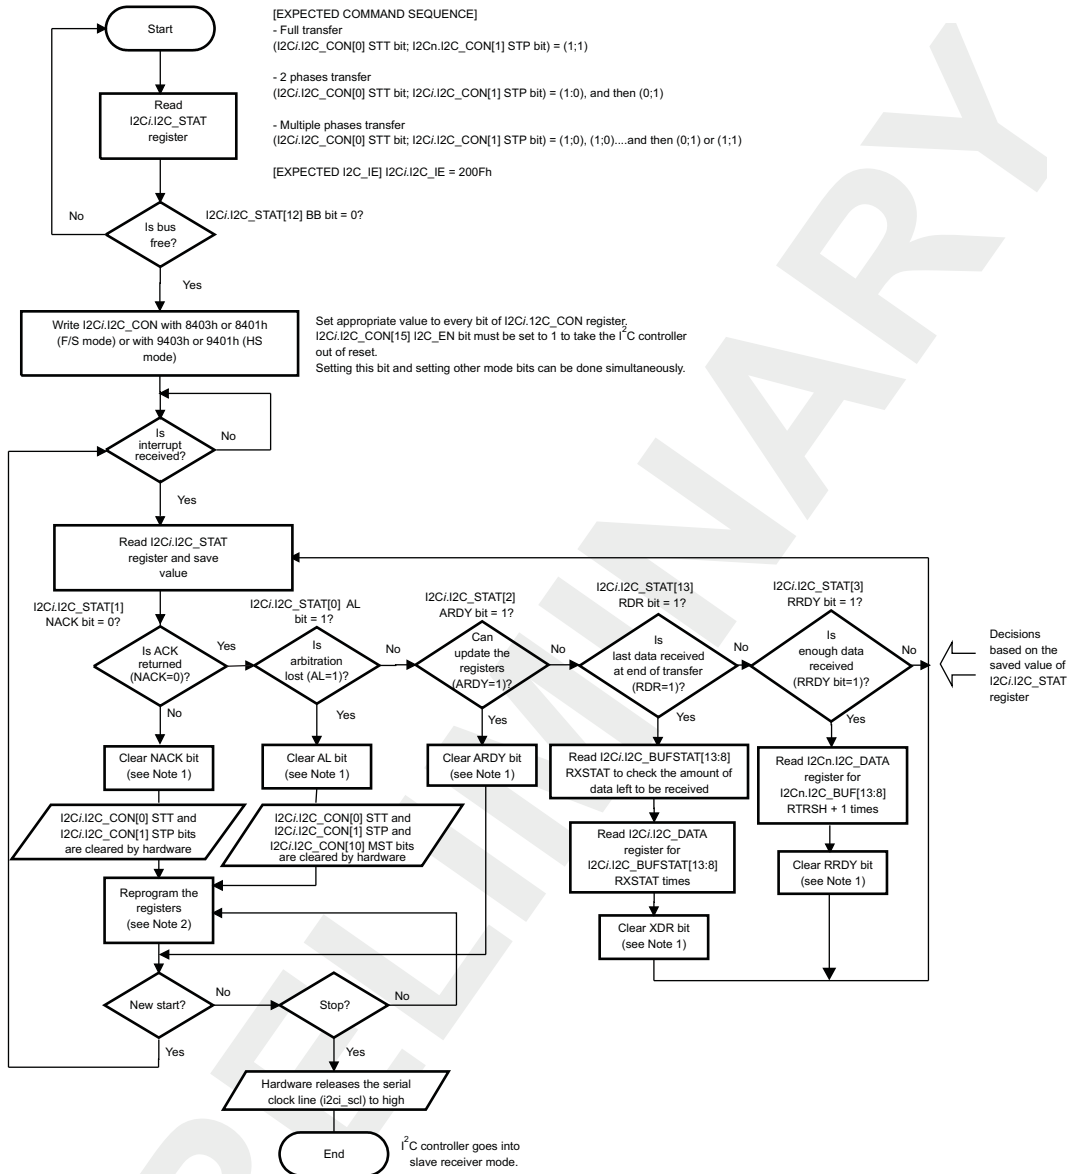 Start
[EXPECTED COMMAND SEQUENCE]
- Full transfer
(I2Ci.I2C_CON[0] STT bit; I2Cn.I2C_CON[1] STP bit) = (1;1)
- 2 phases transfer
(I2Ci.I2C_CON[0] STT bit; I2Ci.I2C_CON[1] STP bit) = (1:0), and then (0;1)
- Multiple phases transfer
(I2Ci.I2C_CON[0] STT bit; I2Ci.I2C_CON[1] STP bit) = (1;0), (1;0)....and then (0;1) or (1;1)
[EXPECTED I2C_IE] I2Ci.I2C_IE = 200Fh
Read
I2Ci.I2C_STAT
register
No
I2Ci.I2C_STAT[12] BB bit = 0?
Is bus
free?
Yes
Write I2Ci.I2C_CON with 8403h or 8401h
(F/S mode) or with 9403h or 9401h (HS
mode)
Set appropriate value to every bit of I2Ci.12C_CON register.
I2Ci.I2C_CON[15] I2C_EN bit must be set to 1 to take the I2C controller
out of reset.
Setting this bit and setting other mode bits can be done simultaneously.
Is
interrupt
received?
No
Yes
Read I2Ci.I2C_STAT
register and save
value
I2Ci.I2C_STAT[1]
NACK bit = 0?
I2Ci.I2C_STAT[0] AL
bit = 1?
I2Ci.I2C_STAT[2]
ARDY bit = 1?
I2Ci.I2C_STAT[13]
RDR bit = 1?
I2Ci.I2C_STAT[3]
RRDY bit = 1?
Is ACK
returned
(NACK=0)?
Yes
No
Is
arbitration
lost (AL=1)?
No
Yes
Can
update the
registers
(ARDY=1)?
No
Yes
Is
last data received
at end of transfer
(RDR=1)?
No
Yes
Is
enough data
received
(RRDY bit=1)?
No
Yes
Decisions
based on the
saved value of
I2Ci.I2C_STAT
register
Clear NACK bit
(see Note 1)
Clear AL bit
(see Note 1)
Clear ARDY bit
(see Note 1)
Read I2Ci.I2C_BUFSTAT[13:8]
RXSTAT to check the amount of
data left to be received
Read I2Cn.I2C_DATA
register for
I2Cn.I2C_BUF[13:8]
RTRSH + 1 times
I2Ci.I2C_CON[0] STT and
I2Ci.I2C_CON[1] STP bits
are cleared by hardware
I2Ci.I2C_CON[0] STT and
I2Ci.I2C_CON[1] STP and
I2Ci.I2C_CON[10] MST bits
are cleared by hardware
Read I2Ci.I2C_DATA
register for
I2Ci.I2C_BUFSTAT[13:8]
RXSTAT times
Clear RRDY bit
(see Note 1)
Reprogram the
registers
(see Note 2)
Clear XDR bit
(see Note 1)
New start?
No
Yes
Stop?
No
Yes
Hardware releases the serial
clock line (i2ci_scl) to high
End
I2C controller goes into
slave receiver mode.
PRELIMINARY